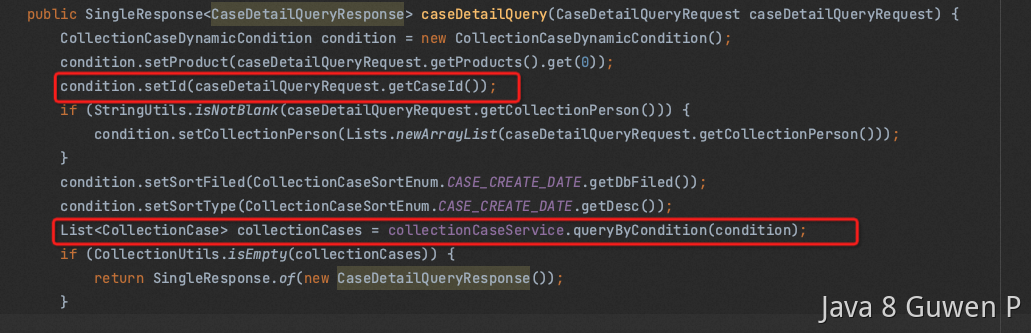 public SingleResponse<CaseDetailQueryResponse> caseDetailQuery(CaseDetailQueryRequest caseDetailQueryRequest) {
CollectionCaseDynamicCondition condition = new CollectionCaseDynamicCondition();
condition.setProduct(caseDetailQueryRequest.getProducts().get(0));
condition.setId(caseDetailQueryRequest.getCaseId());
if (StringUtils.isNotBlank(caseDetailQueryRequest.getCollectionPerson())) {
condition.setCollectionPerson(Lists.newArrayList(caseDetailQueryRequest.getCollectionPerson()));
}
condition.setSortFiled(CollectionCaseSortEnum.CASE_CREATE_DATE.getDbFiled());
condition.setSortType(CollectionCaseSortEnum.CASE_CREATE_DATE.getDesc());
List<CollectionCase> collectionCases = collectionCaseService.queryByCondition(condition);
if (CollectionUtils.isEmpty(collectionCases)) {
return SingleResponse.of(new CaseDetailQueryResponse());
}
Java 8 Guwen P